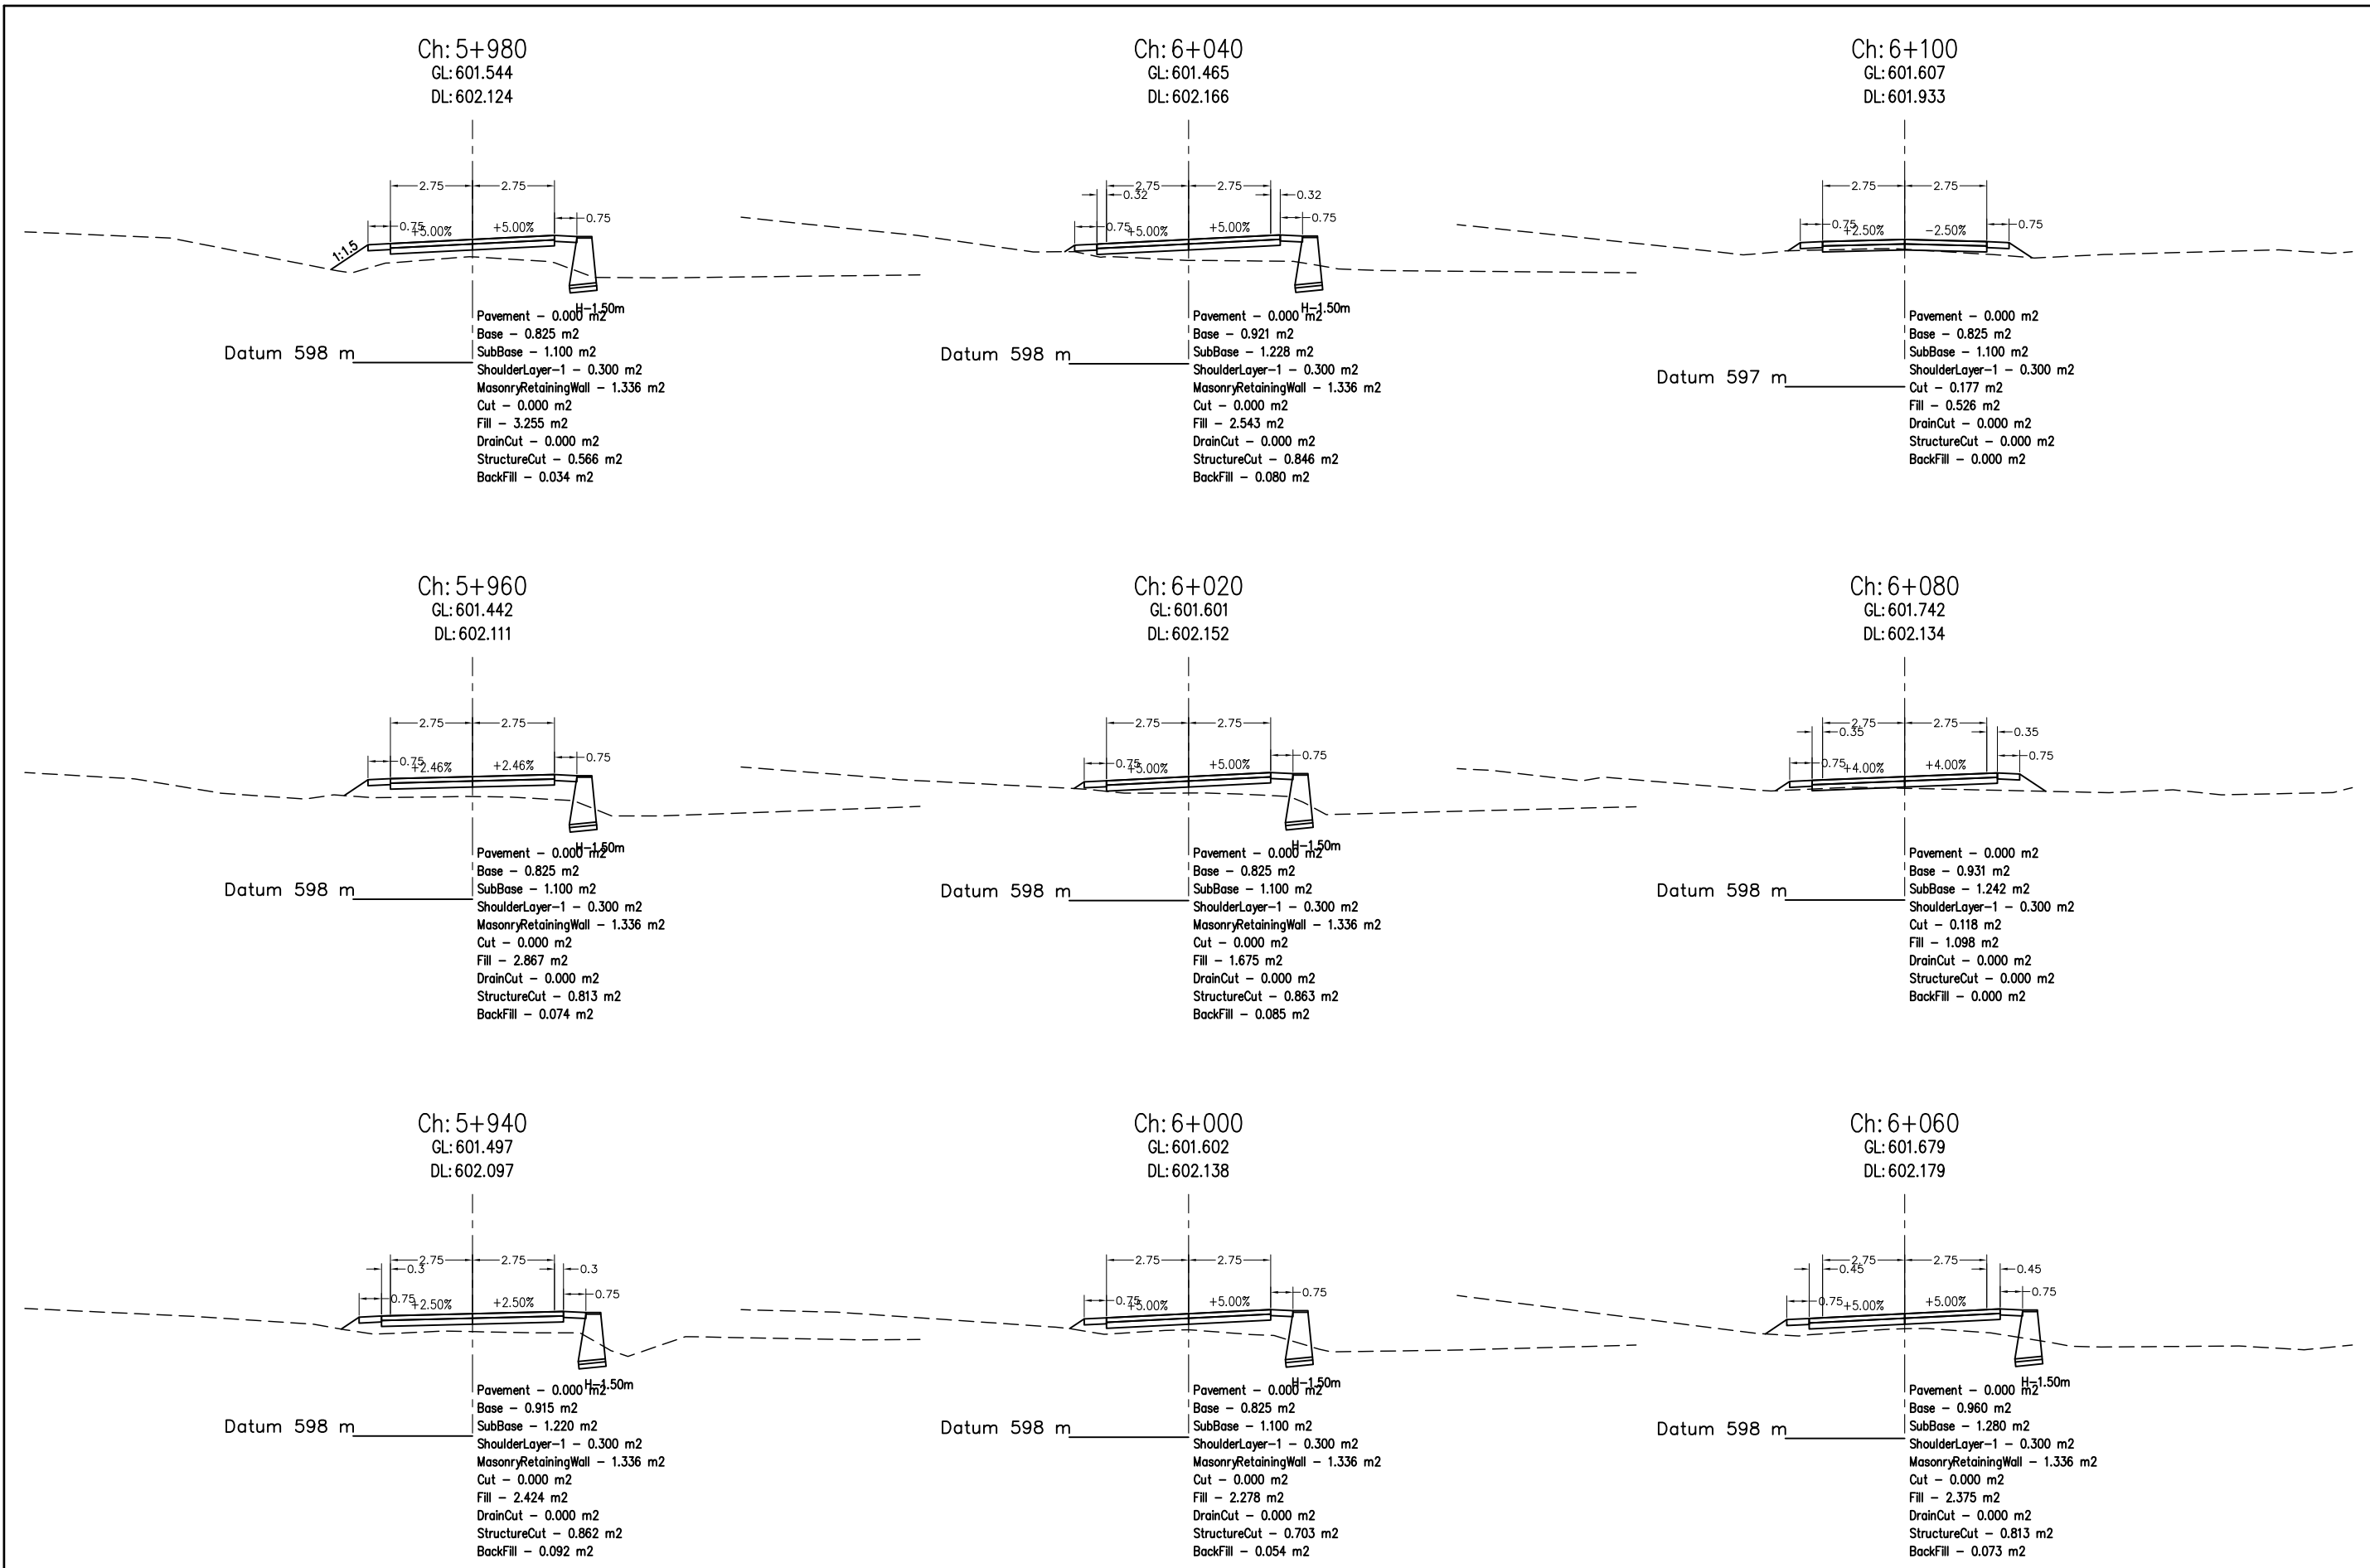 Ch: 5+980
GL: 601.544
DL: 602.124
2.75
2.75
0.75
0.75
+5.00%
+5.00%
1:1.5
H-1.50m
Pavement - 0.000 m2
Base - 0.825 m2
SubBase - 1.100 m2
Datum 598 m
ShoulderLayer-1 - 0.300 m2
MasonryRetainingWall - 1.336 m2
Cut - 0.000 m2
Fill - 3.255 m2
DrainCut - 0.000 m2
StructureCut - 0.566 m2
BackFill - 0.034 m2
Ch: 6+040
GL: 601.465
DL: 602.166
2.75
2.75
0.32
0.32
0.75
0.75
+5.00%
+5.00%
H-1.50m
Pavement - 0.000 m2
Base - 0.921 m2
SubBase - 1.228 m2
Datum 598 m
ShoulderLayer-1 - 0.300 m2
MasonryRetainingWall - 1.336 m2
Cut - 0.000 m2
Fill - 2.543 m2
DrainCut - 0.000 m2
StructureCut - 0.846 m2
BackFill - 0.080 m2
Ch: 6+100
GL: 601.607
DL: 601.933
2.75
2.75
0.75
0.75
+2.50%
-2.50%
Pavement - 0.000 m2
Base - 0.825 m2
SubBase - 1.100 m2
ShoulderLayer-1 - 0.300 m2
Datum 597 m
Cut - 0.177 m2
Fill - 0.526 m2
DrainCut - 0.000 m2
StructureCut - 0.000 m2
BackFill - 0.000 m2
Ch: 5+960
GL: 601.442
DL: 602.111
2.75
2.75
0.75
0.75
+2.46%
+2.46%
H-1.50m
Pavement - 0.000 m2
Base - 0.825 m2
SubBase - 1.100 m2
Datum 598 m
ShoulderLayer-1 - 0.300 m2
MasonryRetainingWall - 1.336 m2
Cut - 0.000 m2
Fill - 2.867 m2
DrainCut - 0.000 m2
StructureCut - 0.813 m2
BackFill - 0.074 m2
Ch: 6+020
GL: 601.601
DL: 602.152
2.75
2.75
0.75
0.75
+5.00%
+5.00%
H-1.50m
Pavement - 0.000 m2
Base - 0.825 m2
SubBase - 1.100 m2
Datum 598 m
ShoulderLayer-1 - 0.300 m2
MasonryRetainingWall - 1.336 m2
Cut - 0.000 m2
Fill - 1.675 m2
DrainCut - 0.000 m2
StructureCut - 0.863 m2
BackFill - 0.085 m2
Ch: 6+080
GL: 601.742
DL: 602.134
2.75
2.75
0.35
0.35
0.75
0.75
+4.00%
+4.00%
Pavement - 0.000 m2
Base - 0.931 m2
SubBase - 1.242 m2
Datum 598 m
ShoulderLayer-1 - 0.300 m2
Cut - 0.118 m2
Fill - 1.098 m2
DrainCut - 0.000 m2
StructureCut - 0.000 m2
BackFill - 0.000 m2
Ch: 5+940
GL: 601.497
DL: 602.097
2.75
2.75
0.3
0.3
0.75
0.75
+2.50%
+2.50%
H-1.50m
Pavement - 0.000 m2
Base - 0.915 m2
SubBase - 1.220 m2
Datum 598 m
ShoulderLayer-1 - 0.300 m2
MasonryRetainingWall - 1.336 m2
Cut - 0.000 m2
Fill - 2.424 m2
DrainCut - 0.000 m2
StructureCut - 0.862 m2
BackFill - 0.092 m2
Ch: 6+000
GL: 601.602
DL: 602.138
2.75
2.75
0.75
0.75
+5.00%
+5.00%
H-1.50m
Pavement - 0.000 m2
Base - 0.825 m2
SubBase - 1.100 m2
Datum 598 m
ShoulderLayer-1 - 0.300 m2
MasonryRetainingWall - 1.336 m2
Cut - 0.000 m2
Fill - 2.278 m2
DrainCut - 0.000 m2
StructureCut - 0.703 m2
BackFill - 0.054 m2
Ch: 6+060
GL: 601.679
DL: 602.179
2.75
2.75
0.45
0.45
0.75
0.75
+5.00%
+5.00%
H-1.50m
Pavement - 0.000 m2
Base - 0.960 m2
SubBase - 1.280 m2
Datum 598 m
ShoulderLayer-1 - 0.300 m2
MasonryRetainingWall - 1.336 m2
Cut - 0.000 m2
Fill - 2.375 m2
DrainCut - 0.000 m2
StructureCut - 0.813 m2
BackFill - 0.073 m2